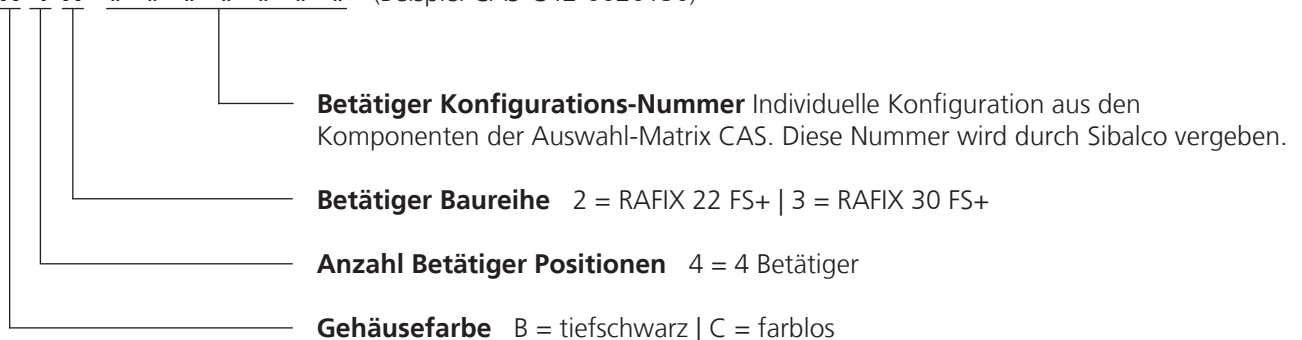 Betätiger Konfigurations-Nummer Individuelle Konfiguration aus den
Komponenten der Auswahl-Matrix CAS. Diese Nummer wird durch Sibalco vergeben.
Betätiger Baureihe 2 = RAFIX 22 FS+ | 3 = RAFIX 30 FS+
Anzahl Betätiger Positionen 4 = 4 Betätiger
Gehäusefarbe B = tiefschwarz | C = farblos